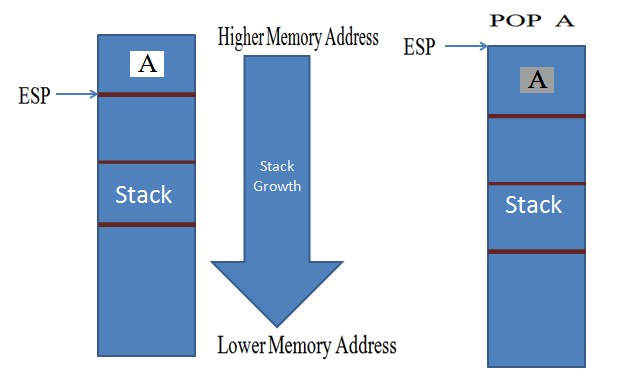 POP A
Higher Memory Address
ESP
A
ESP
A
Stack
Growth
Stack
Stack
Lower Memory Address